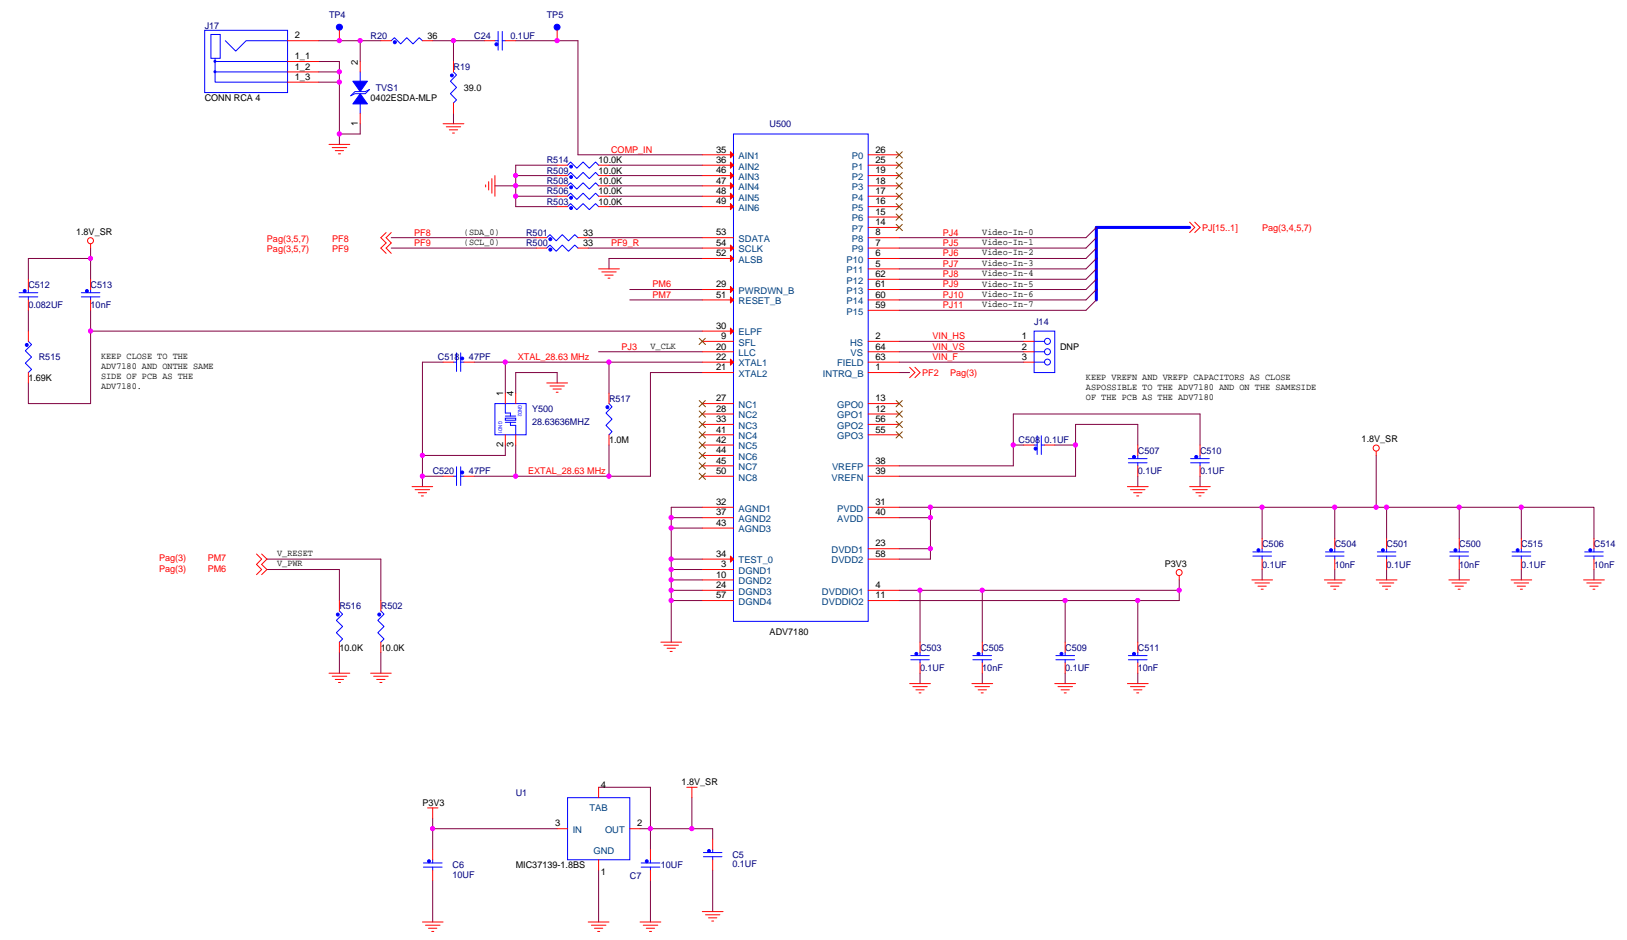 TP4
TP5
J17
2
R20
36
C24
0.1UF
1_1
1_2
1_3
2
R19
39.0
TVS1
0402ESDA-MLP
1
CONN RCA 4
U500
COMP_IN
35
AIN1
P0
26
R514
10.0K
36
AIN2
P1
25
R509
10.0K
46
AIN3
P2
19
R508
10.0K
47
AIN4
P3
18
R506
10.0K
48
AIN5
P4
17
R503
10.0K
49
AIN6
P5
16
P6
15
P7
14
Pag(3,5,7)
PF8
PF8
(SDA_0)
R501
33
53
SDATA
P8
8
PJ4
Video-In-0
PJ[15..1]
Pag(3,4,5,7)
Pag(3,5,7)
PF9
PF9
(SCL_0)
R500
33
PF9_R
54
SCLK
P9
7
PJ5
Video-In-1
52
ALSB
P10
6
PJ6
Video-In-2
P11
5
PJ7
Video-In-3
P12
62
PJ8
Video-In-4
PM6
29
PWRDWN_B
P13
61
PJ9
Video-In-5
PM7
51
RESET_B
P14
60
PJ10
Video-In-6
P15
59
PJ11
Video-In-7
1.8V_SR
C512
0.082UF
C513
10nF
R515
1.69K
KEEP CLOSE TO THE
ADV7180 AND ONTHE SAME
SIDE OF PCB AS THE
ADV7180.
30
ELPF
9
SFL
HS
2
VIN_HS
1
J14
DNP
PJ3
V_CLK
20
LLC
VS
64
VIN_VS
2
C518
47PF
XTAL_28.63 MHz
22
XTAL1
FIELD
63
VIN_F
3
21
XTAL2
INTRQ_B
1
PF2
Pag(3)
1
4
GND1
GND2
2
3
Y500
28.63636MHZ
R517
1.0M
C520
47PF
EXTAL_28.63 MHz
27
NC1
28
NC2
33
NC3
41
NC4
42
NC5
44
NC6
45
NC7
50
NC8
GPO0
13
GPO1
12
GPO2
56
GPO3
55
KEEP VREFN AND VREFP CAPACITORS AS CLOSE
ASPOSSIBLE TO THE ADV7180 AND ON THE SAMESIDE
OF THE PCB AS THE ADV7180
C508
0.1UF
C507
0.1UF
C510
0.1UF
VREFP
38
VREFN
39
1.8V_SR
32
AGND1
37
AGND2
43
AGND3
PVDD
31
AVDD
40
DVDD1
23
DVDD2
58
34
TEST_0
3
DGND1
10
DGND2
24
DGND3
57
DGND4
DVDDIO1
4
DVDDIO2
11
P3V3
ADV7180
C506
0.1UF
C504
10nF
C501
0.1UF
C500
10nF
C515
0.1UF
C514
10nF
Pag(3)
PM7
V_RESET
Pag(3)
PM6
V_PWR
R516
10.0K
R502
10.0K
C503
0.1UF
C505
10nF
C509
0.1UF
C511
10nF
U1
4
1.8V_SR
P3V3
TAB
3
IN
OUT
2
GND
MIC37139-1.8BS
1
C6
10UF
10UF
C7
C5
0.1UF